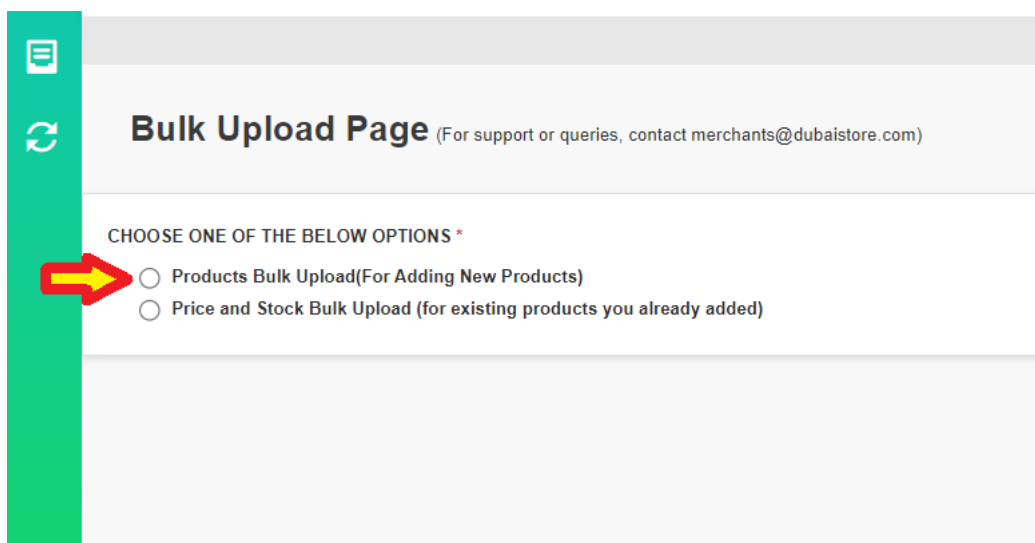 Bulk Upload Page (For support or queries, contact merchants@dubaistore.com)
CHOOSE ONE OF THE BELOW OPTIONS *
Products Bulk Upload(For Adding New Products)
Price and Stock Bulk Upload (for existing products you already added)